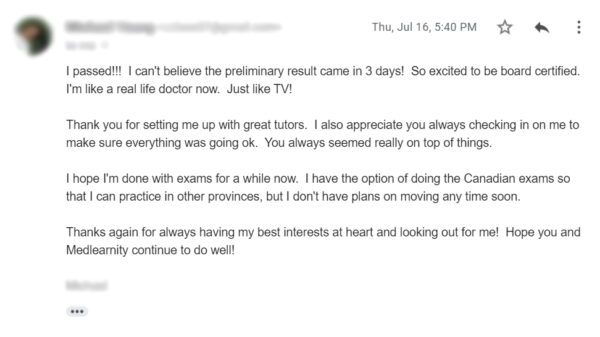 Thu, Jul 16, 5:40 PM
I passed!!!  I can't believe the preliminary result came in 3 days!  So excited to be board certified.
I'm like a real life doctor now.  Just like TV!
Thank you for setting me up with great tutors.  I also appreciate you always checking in on me to
make sure everything was going ok.  You always seemed really on top of things.
I hope I'm done with exams for a while now.  I have the option of doing the Canadian exams so
that I can practice in other provinces, but I don't have plans on moving any time soon.
Thanks again for always having my best interests at heart and looking out for me!  Hope you and
Medlearnity continue to do well!